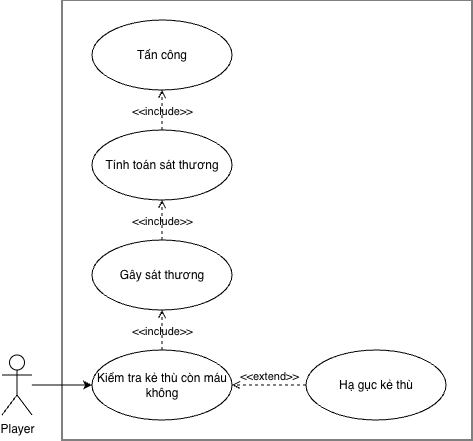 Tấn công
<<include>>
Tính toán sát thương
<<include>>
Gây sát thương
<<include>>
Kiểm tra kẻ thù còn máu
không
<<extend>>
Hạ gục kẻ thù
Player